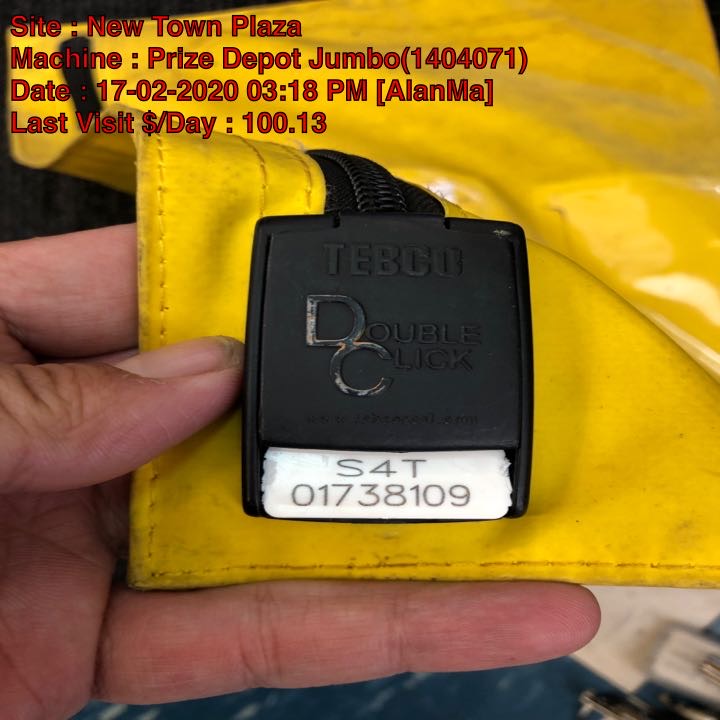 Site : New Town Plaza
Machine : Prize Depot Jumbo(1404071)
Date : 17-02-2020 03:18 PM [AlanMa]
Last Visit $/Day : 100.13
TEBCO
DOUBLE
CLICK
S4T
01738109